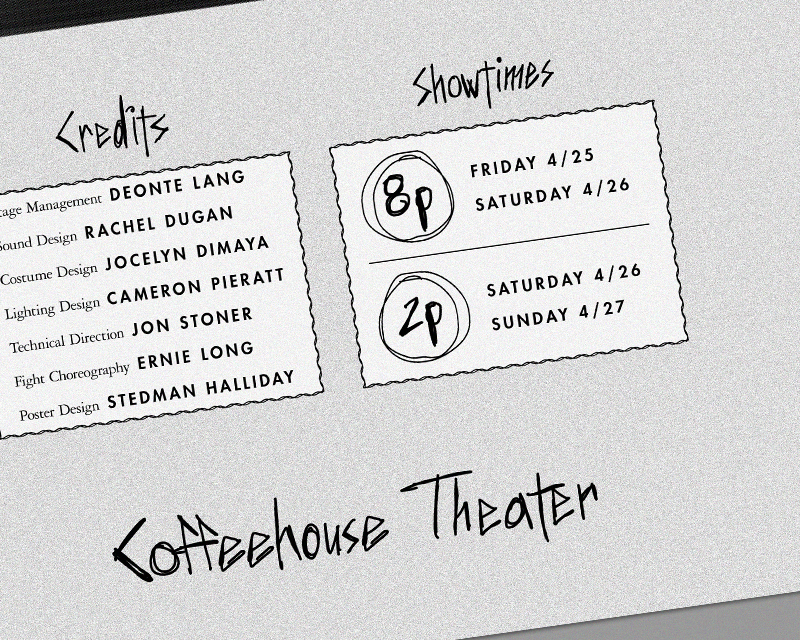 Credits
Stage Management DEONTE LANG
Sound Design RACHEL DUGAN
Costume Design JOCELYN DIMAYA
Lighting Design CAMERON PIERATT
Technical Direction JON STONER
Fight Choreography ERNIE LONG
Poster Design STEDMAN HALLIDAY
Showtimes
8p
FRIDAY 4/25
SATURDAY 4/26
2p
SATURDAY 4/26
SUNDAY 4/27
Coffeehouse Theater